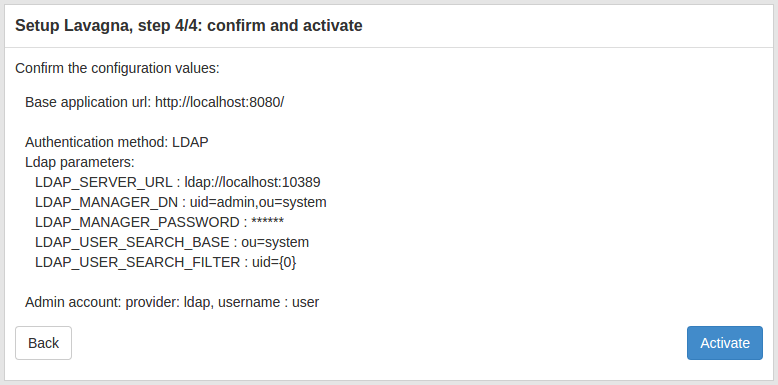 Setup Lavagna, step 4/4: confirm and activate
Confirm the configuration values:
Base application url: http://localhost:8080/
Authentication method: LDAP
Ldap parameters:
LDAP_SERVER_URL : ldap://localhost:10389
LDAP_MANAGER_DN : uid=admin,ou=system
LDAP_MANAGER_PASSWORD : ******
LDAP_USER_SEARCH_BASE : ou=system
LDAP_USER_SEARCH_FILTER : uid={0}
Admin account: provider: ldap, username : user
Back
Activate